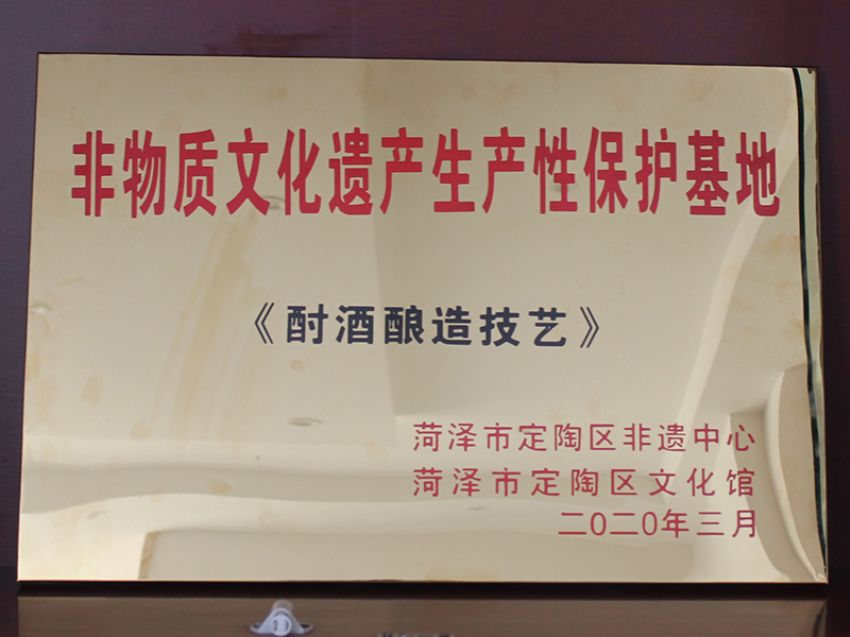 非物质文化遗产生产性保护基地
《酎酒酿造技艺》
菏泽市定陶区非遗中心
菏泽市定陶区文化馆
二0二0年三月